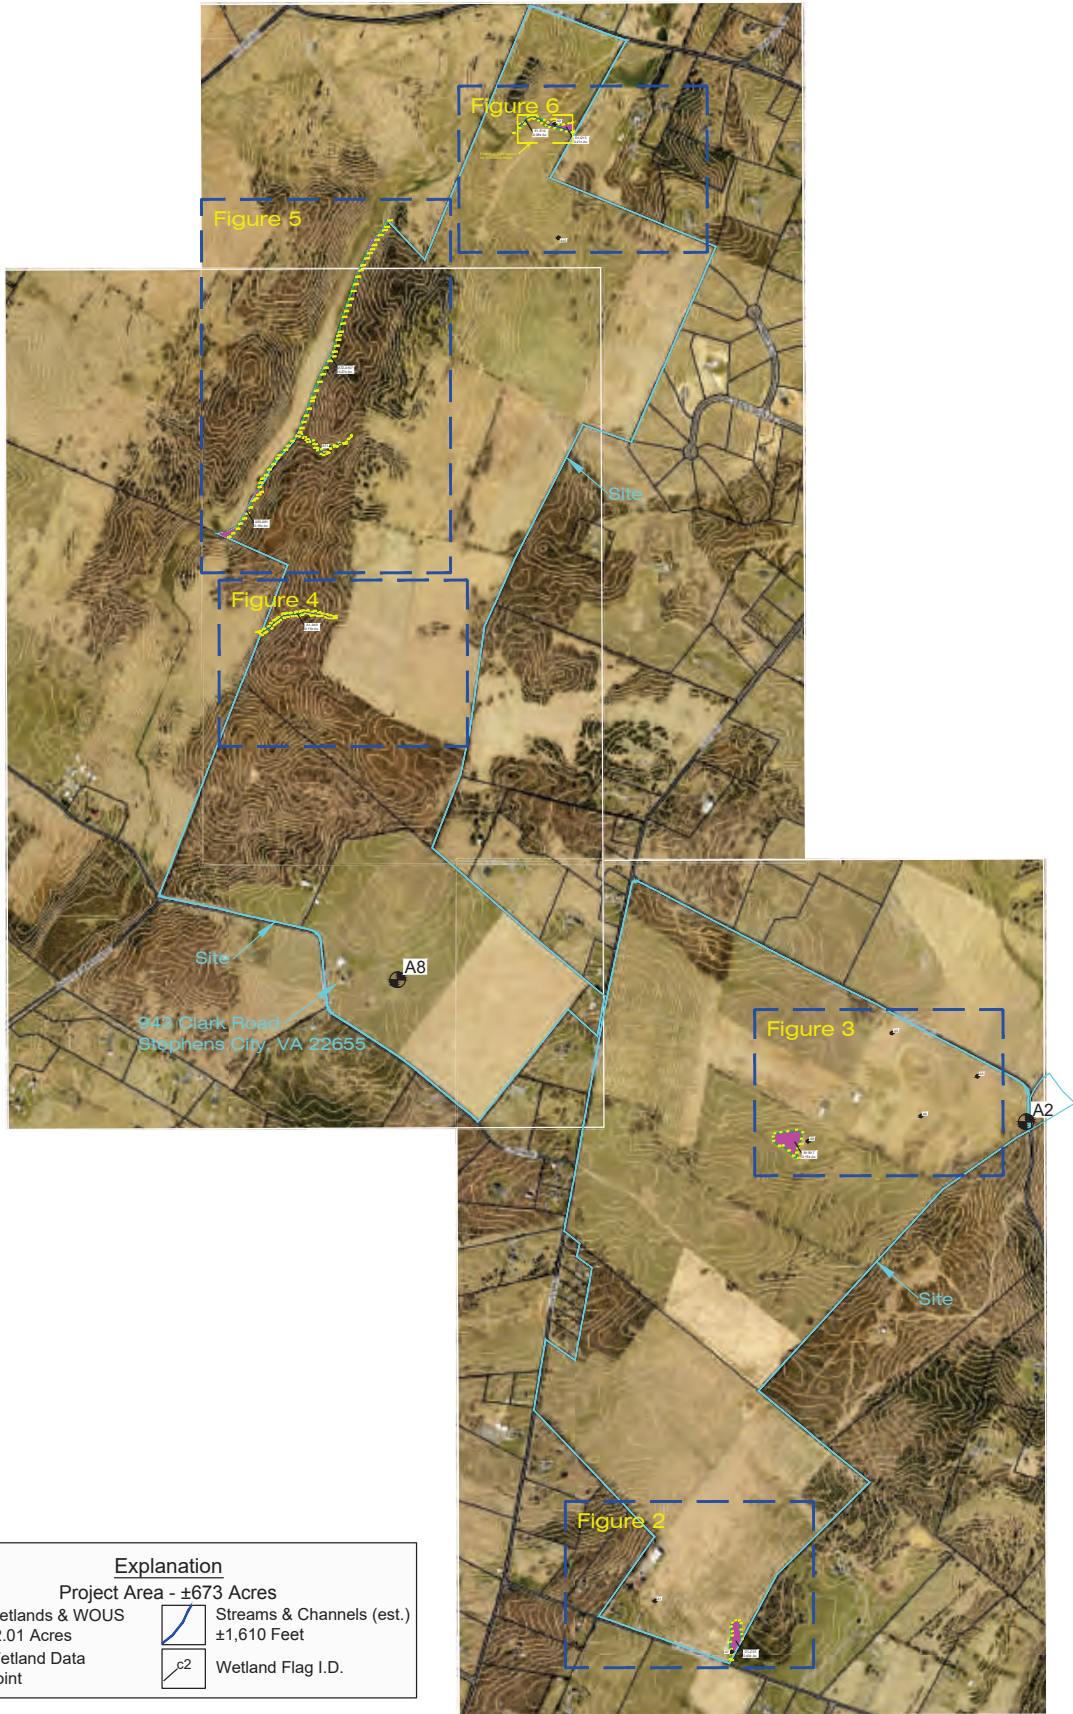 Figure 6
Figure 5
Site
Figure 4
Site
A8
943 Clark Road
Stephens City, VA 22655
Figure 3
A2
Site
Figure 2
Explanation
Project Area - ±673 Acres
etlands & WOUS
.01 Acres
etland Data
oint
Streams & Channels (est.)
±1,610 Feet
c2
Wetland Flag I.D.